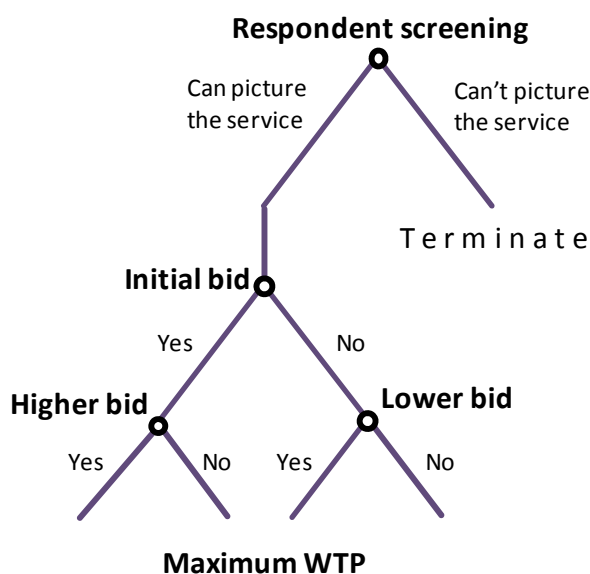 Respondent screening
Can picture
the service
Can't picture
the service
Terminate
Initial bid
Yes
No
Higher bid
Lower bid
Yes
No
Yes
No
Maximum WTP